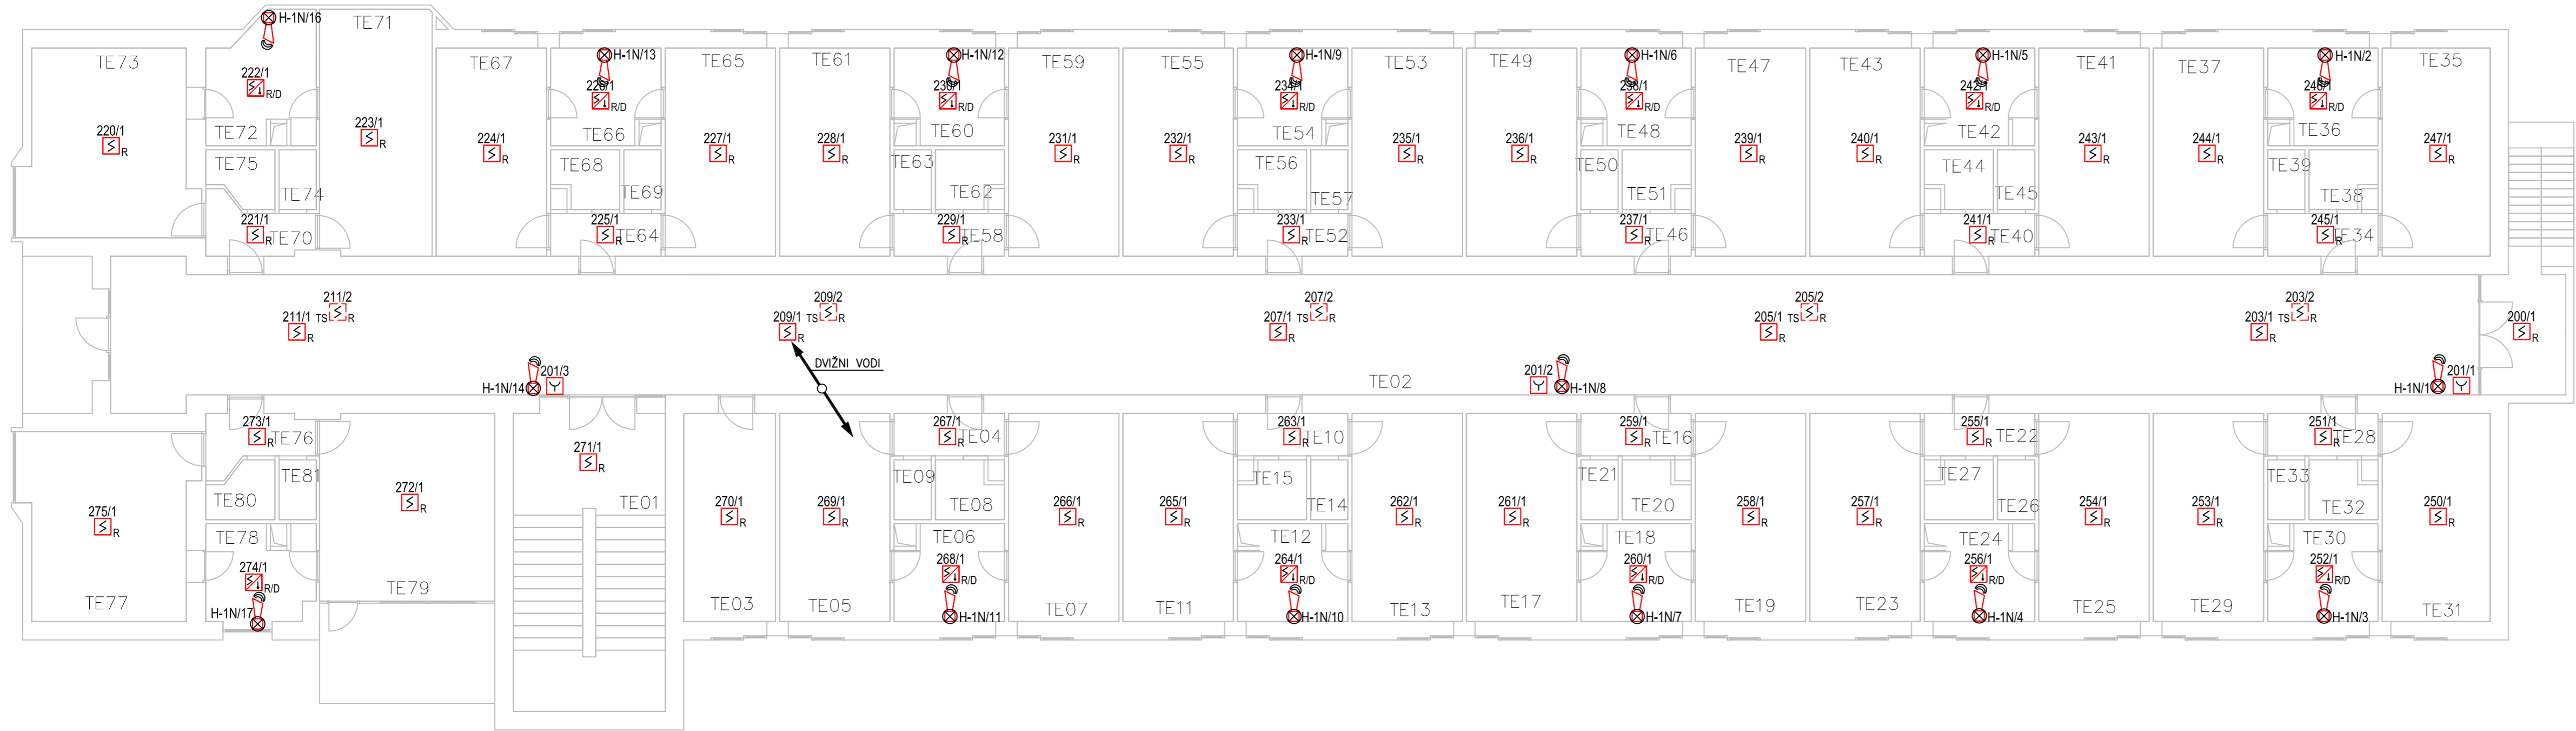 H-1N/16
TE71
TE73
222/1
R/D
TE72
220/1
R
223/1
R
TE75
TE74
221/1
R
TE70
TE67
H-1N/13
226/1
R/D
TE66
224/1
R
TE68
TE69
225/1
R
TE64
TE65
227/1
R
TE61
228/1
R
H-1N/12
230/1
R/D
TE60
TE63
TE62
229/1
R
TE58
TE59
231/1
R
TE55
232/1
R
H-1N/9
234/1
R/D
TE54
TE56
TE57
233/1
R
TE52
TE53
235/1
R
TE49
236/1
R
H-1N/6
238/1
R/D
TE48
TE50
TE51
237/1
R
TE46
TE47
239/1
R
TE43
240/1
R
H-1N/5
242/1
R/D
TE42
TE44
TE45
241/1
R
TE40
TE41
243/1
R
TE37
244/1
R
H-1N/2
246/1
R/D
TE36
TE39
TE38
245/1
R
TE34
TE35
247/1
R
211/2
TS
R
211/1
R
209/2
TS
R
209/1
R
207/2
TS
R
207/1
R
205/2
TS
R
205/1
R
203/2
TS
R
203/1
R
200/1
R
DVIŽNI VODI
H-1N/14
201/3
TE02
201/2
H-1N/8
H-1N/1
201/1
273/1
R
TE76
TE81
TE80
275/1
R
TE78
274/1
R/D
TE77
H-1N/17
272/1
R
TE79
271/1
R
TE01
270/1
R
TE03
269/1
R
TE05
267/1
R
TE04
TE09
TE08
TE06
268/1
R/D
H-1N/11
266/1
R
TE07
265/1
R
TE11
263/1
R
TE10
TE15
TE14
TE12
264/1
R/D
H-1N/10
262/1
R
TE13
261/1
R
TE17
259/1
R
TE16
TE21
TE20
TE18
260/1
R/D
H-1N/7
258/1
R
TE19
257/1
R
TE23
255/1
R
TE22
TE27
TE26
TE24
256/1
R/D
H-1N/4
254/1
R
TE25
253/1
R
TE29
251/1
R
TE28
TE33
TE32
TE30
252/1
R/D
H-1N/3
250/1
R
TE31